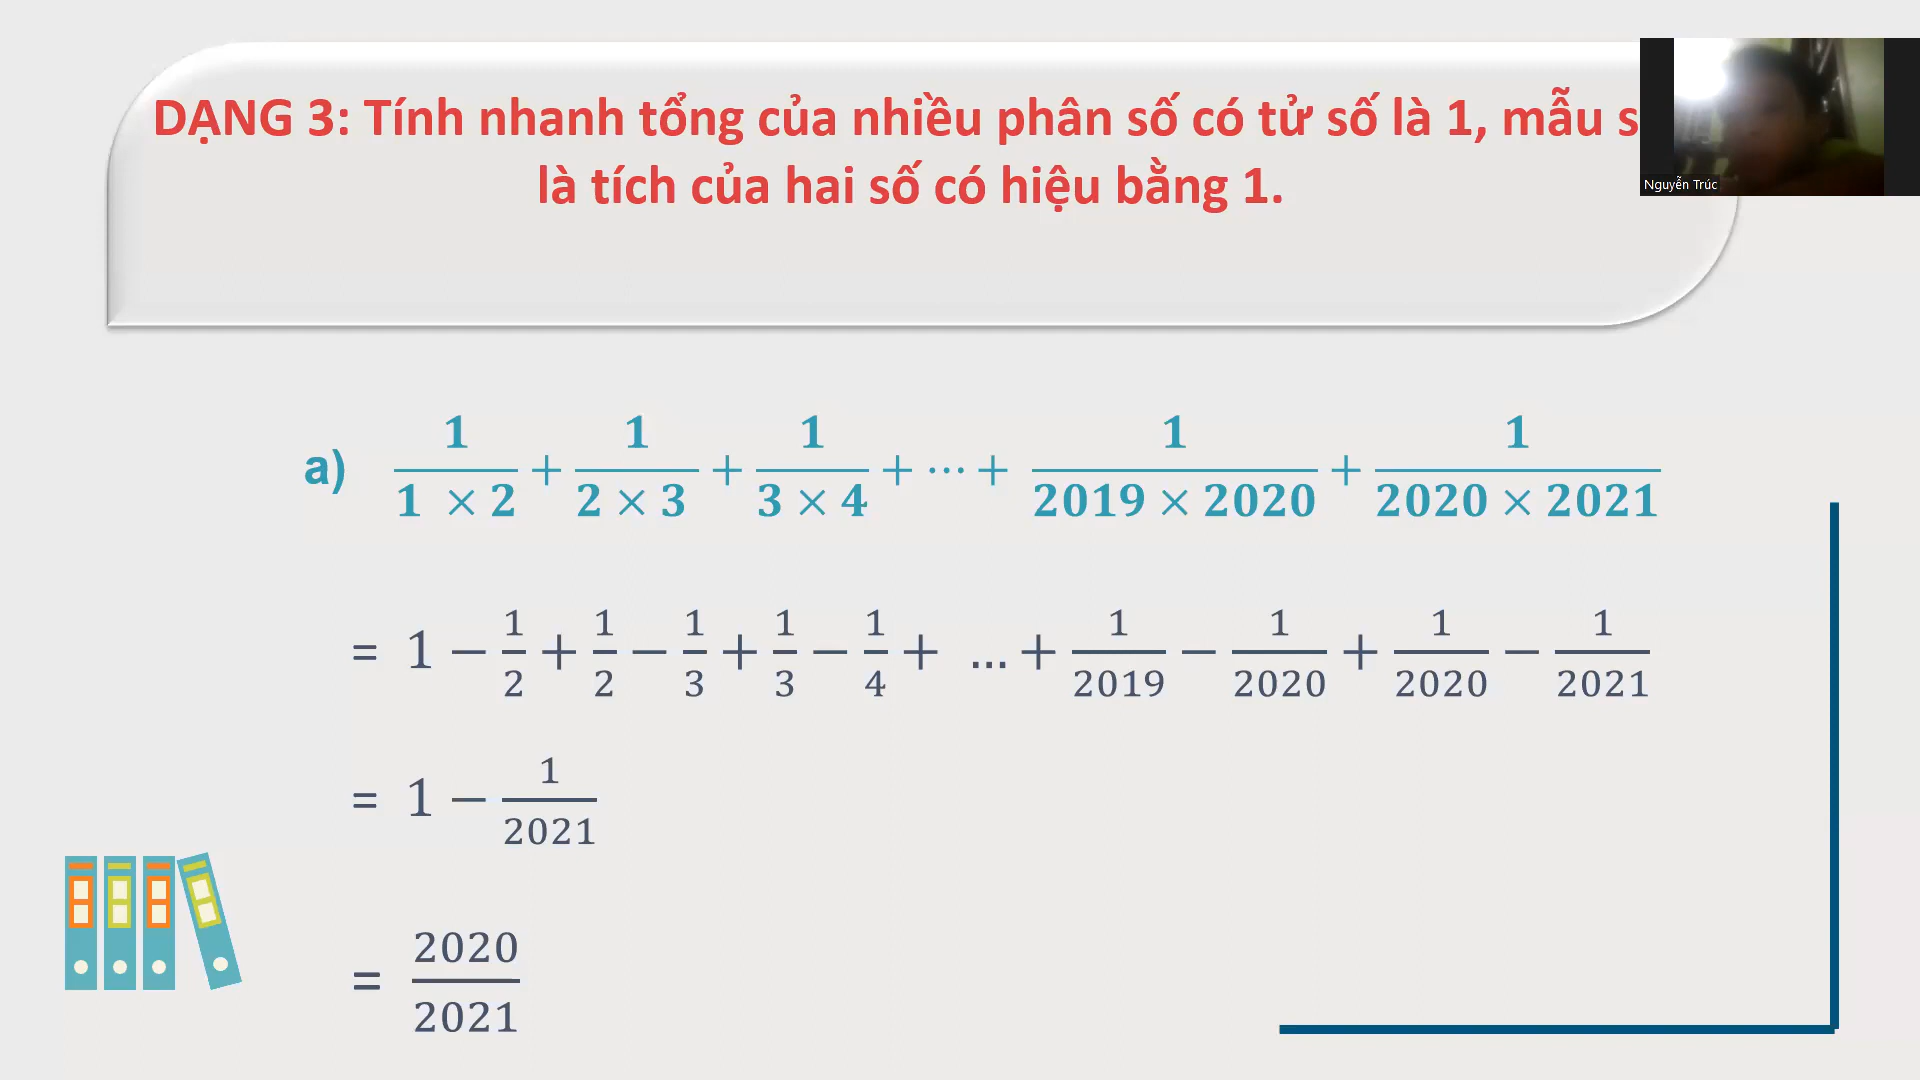 DẠNG 3: Tính nhanh tổng của nhiều phân số có tử số là 1, mẫu s
là tích của hai số có hiệu bằng 1.
Nguyễn Trúc
a) 1/(1 × 2) + 1/(2 × 3) + 1/(3 × 4) + ⋯ + 1/(2019 × 2020) + 1/(2020 × 2021)
= 1 − 1/2 + 1/2 − 1/3 + 1/3 − 1/4 + ... + 1/2019 − 1/2020 + 1/2020 − 1/2021
= 1 − 1/2021
= 2020/2021